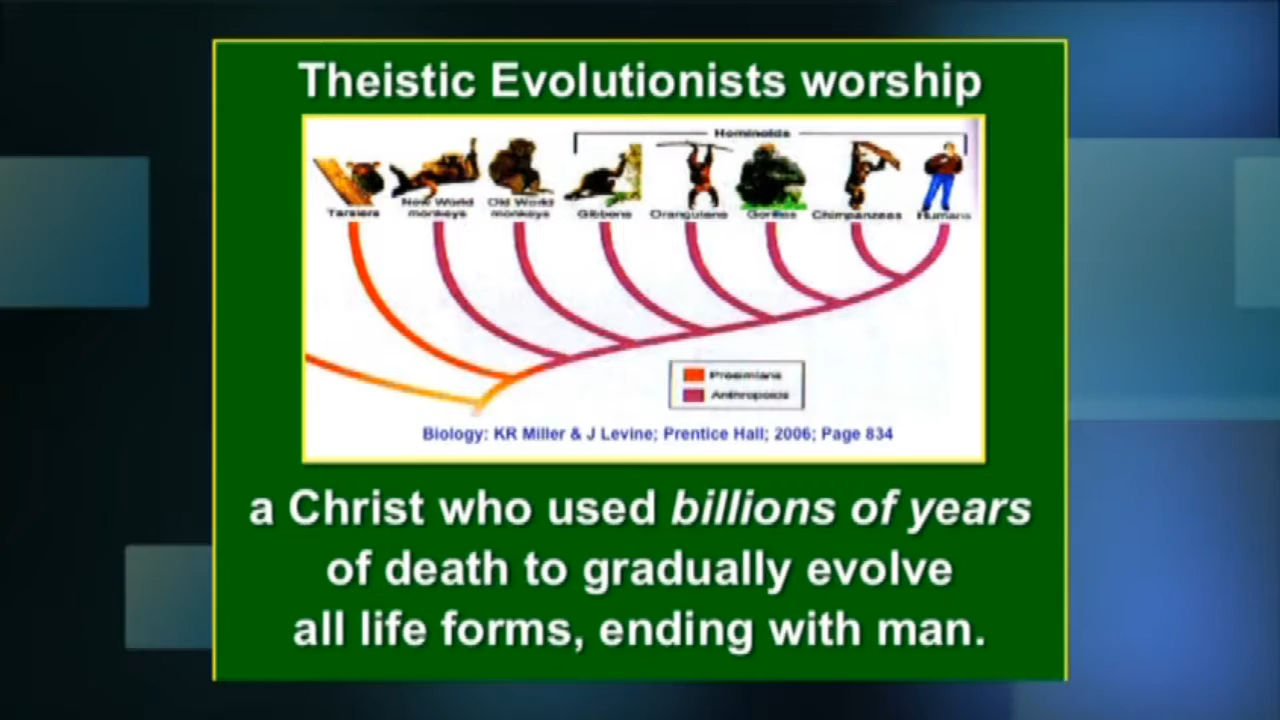 Theistic Evolutionists worship
Hominoids
Tarsiers
New World
monkeys
Old World
monkeys
Gibbons
Orangutans
Gorillas
Chimpanzees
Humans
Prosimians
Anthropoids
Biology: KR Miller & J Levine; Prentice Hall; 2006; Page 834
a Christ who used billions of years
of death to gradually evolve
all life forms, ending with man.